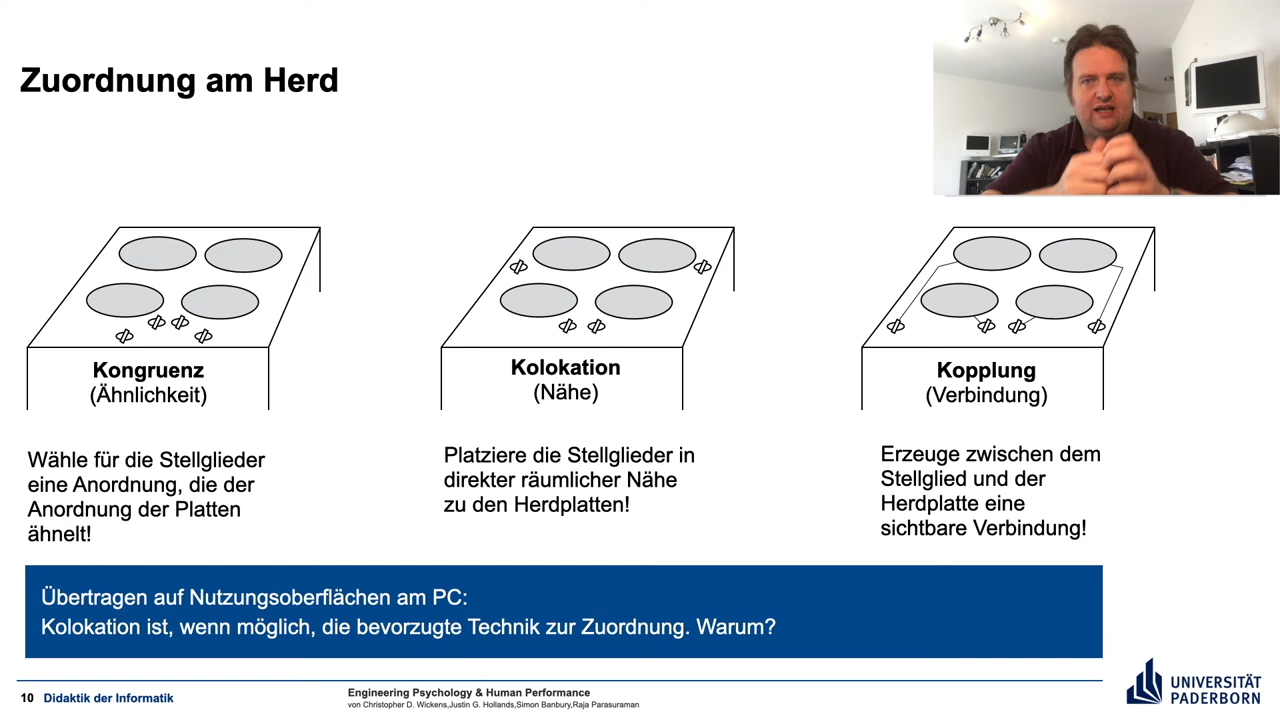 Zuordnung am Herd
Kongruenz
(Ähnlichkeit)
Wähle für die Stellglieder
eine Anordnung, die der
Anordnung der Platten
ähnelt!
Kolokation
(Nähe)
Platziere die Stellglieder in
direkter räumlicher Nähe
zu den Herdplatten!
Kopplung
(Verbindung)
Erzeuge zwischen dem
Stellglied und der
Herdplatte eine
sichtbare Verbindung!
Übertragen auf Nutzungsoberflächen am PC:
Kolokation ist, wenn möglich, die bevorzugte Technik zur Zuordnung. Warum?
10 Didaktik der Informatik
Engineering Psychology & Human Performance
von Christopher D. Wickens,Justin G. Hollands,Simon Banbury,Raja Parasuraman
UNIVERSITÄT
PADERBORN